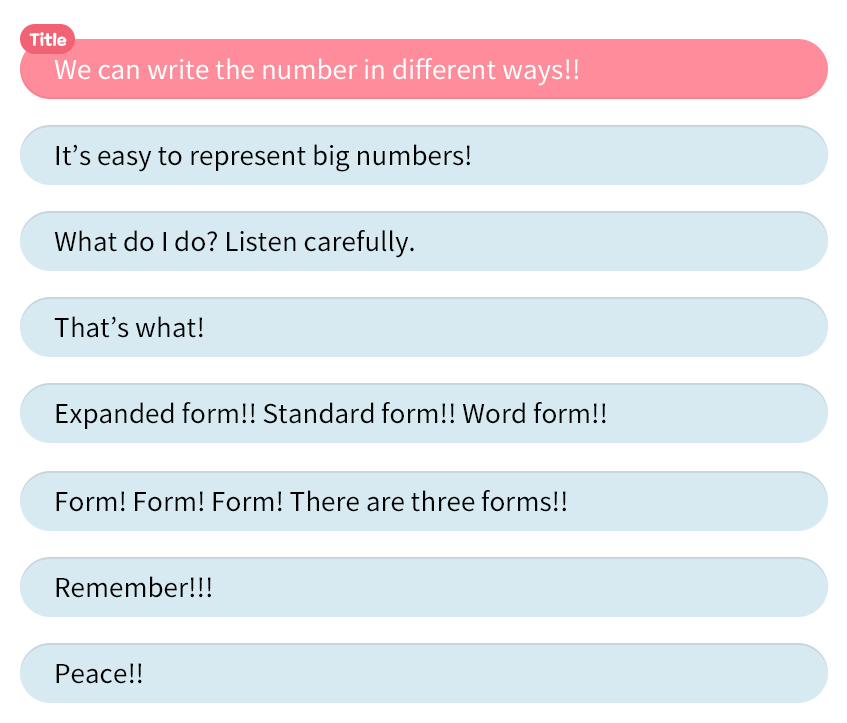 Title
We can write the number in different ways!!
It’s easy to represent big numbers!
What do I do? Listen carefully.
That’s what!
Expanded form!! Standard form!! Word form!!
Form! Form! Form! There are three forms!!
Remember!!!
Peace!!